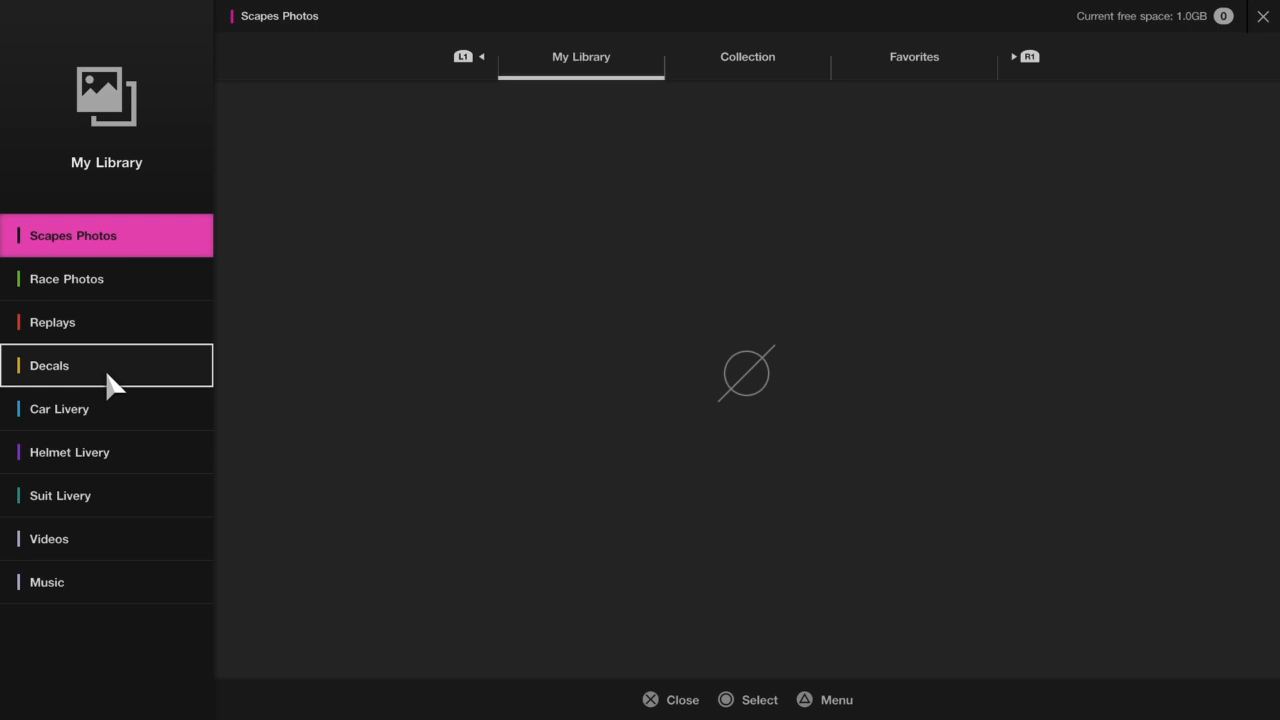 Scapes Photos
Current free space: 1.0GB 0
L1 My Library Collection Favorites R1
My Library
Scapes Photos
Race Photos
Replays
Decals
Car Livery
Helmet Livery
Suit Livery
Videos
Music
Close Select Menu